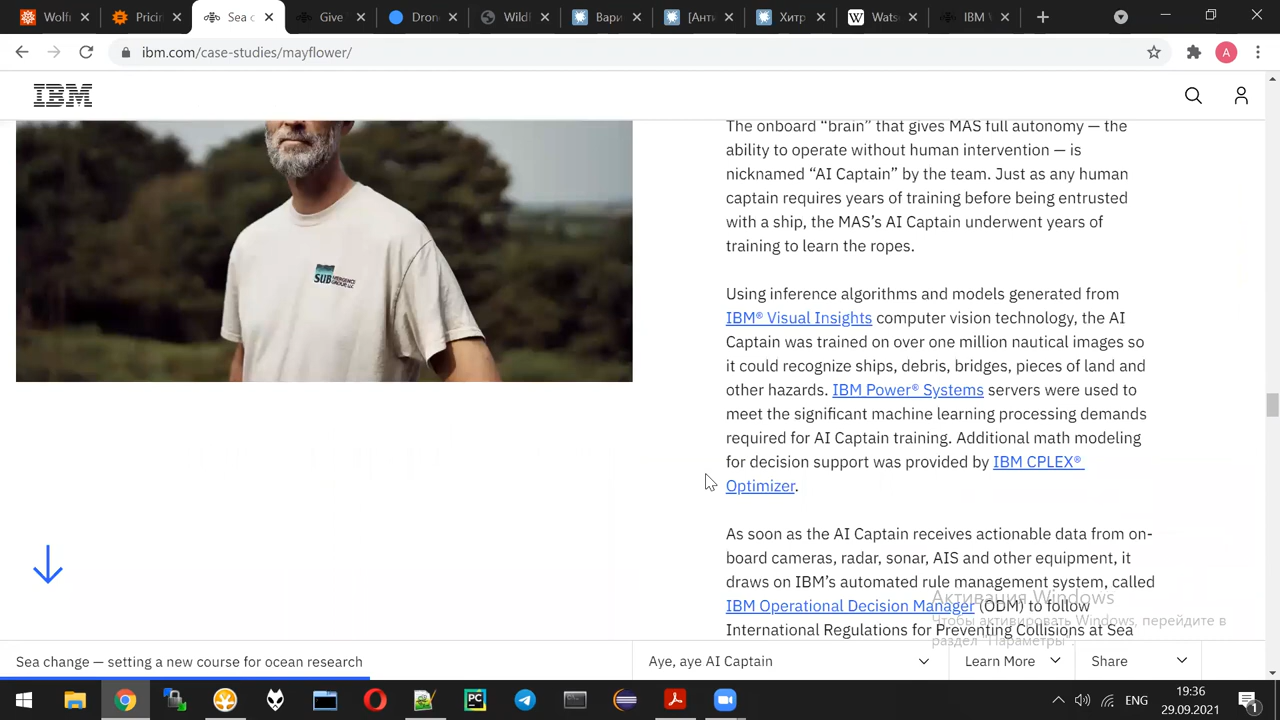 Wolfr
Pricin
Sea c
Give
Dron
Wildl
Вари
[Анти
Хитр
Wats
IBM W
ibm.com/case-studies/mayflower/
A
IBM
SUBMERGENCE
GROUP LLC
The onboard “brain” that gives MAS full autonomy — the
ability to operate without human intervention — is
nicknamed “AI Captain” by the team. Just as any human
captain requires years of training before being entrusted
with a ship, the MAS’s AI Captain underwent years of
training to learn the ropes.
Using inference algorithms and models generated from
IBM® Visual Insights computer vision technology, the AI
Captain was trained on over one million nautical images so
it could recognize ships, debris, bridges, pieces of land and
other hazards. IBM Power® Systems servers were used to
meet the significant machine learning processing demands
required for AI Captain training. Additional math modeling
for decision support was provided by IBM CPLEX®
Optimizer.
As soon as the AI Captain receives actionable data from on-
board cameras, radar, sonar, AIS and other equipment, it
draws on IBM’s automated rule management system, called
IBM Operational Decision Manager (ODM) to follow
International Regulations for Preventing Collisions at Sea
Активация Windows
Чтобы активировать Windows, перейдите в
раздел "Параметры".
Sea change — setting a new course for ocean research
Aye, aye AI Captain
Learn More
Share
PC
ENG
19:36
29.09.2021
1